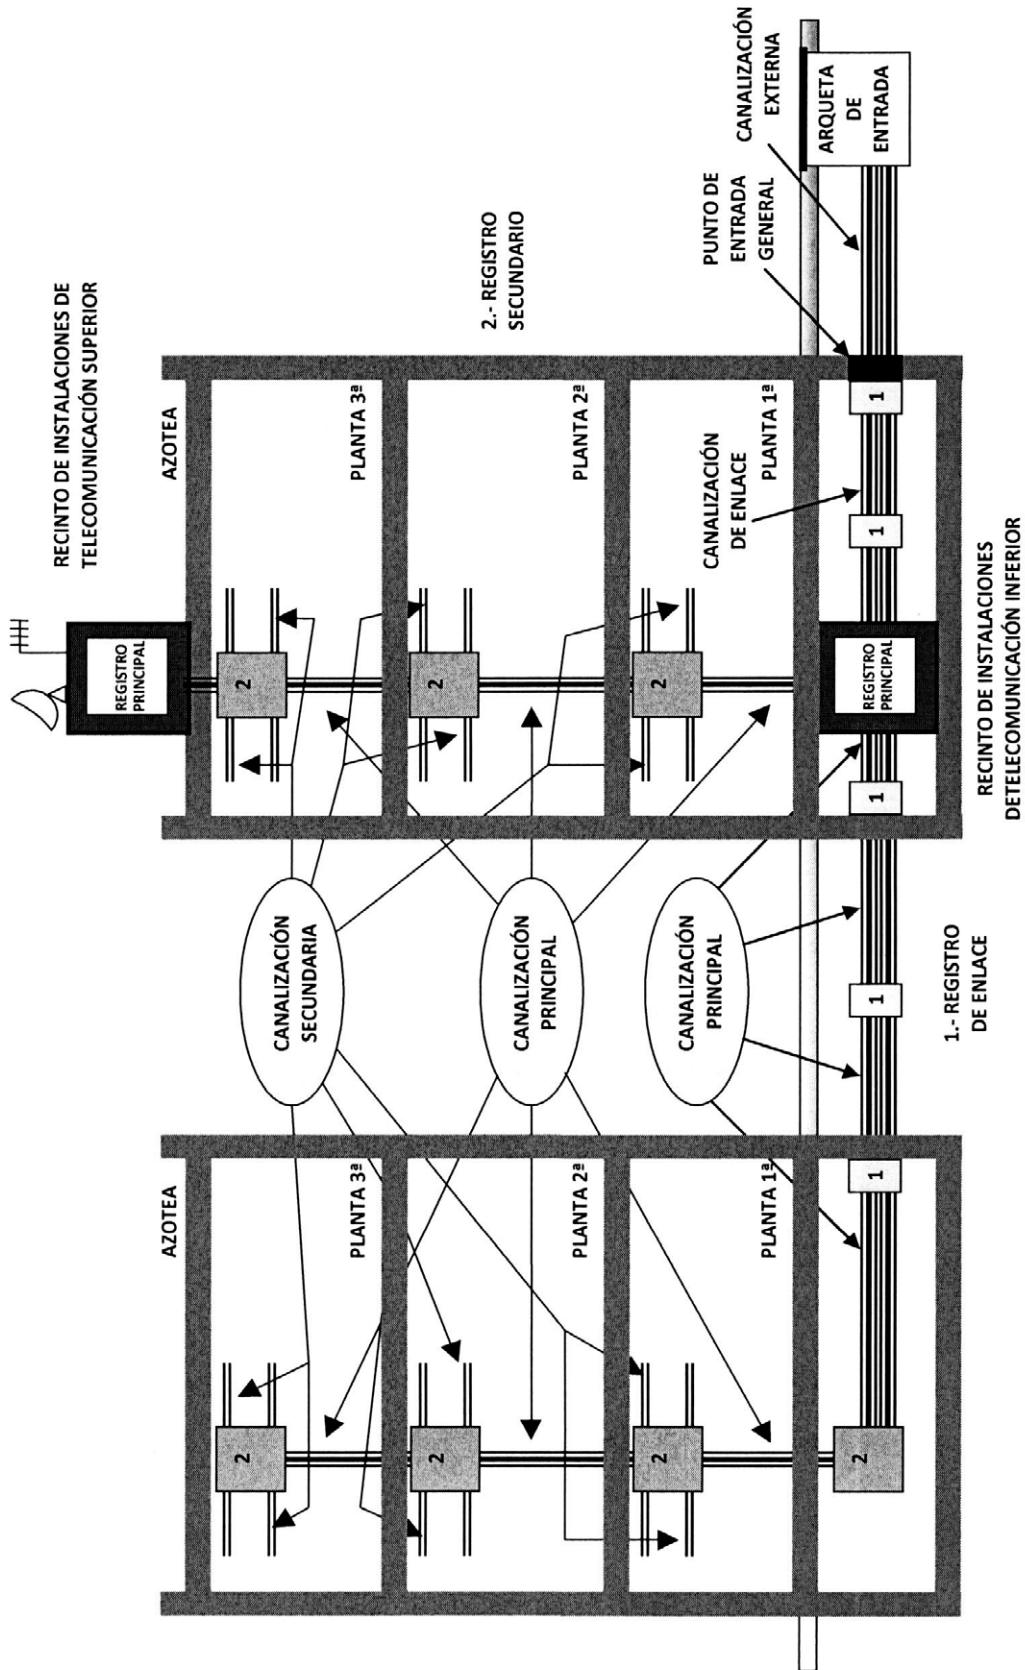 RECINTO DE INSTALACIONES DE
TELECOMUNICACIÓN SUPERIOR
AZOTEA
AZOTEA
REGISTRO
PRINCIPAL
2
2
CANALIZACIÓN
SECUNDARIA
PLANTA 3ª
PLANTA 3ª
2.- REGISTRO
SECUNDARIO
2
2
CANALIZACIÓN
PRINCIPAL
PLANTA 2ª
PLANTA 2ª
2
2
CANALIZACIÓN
PRINCIPAL
CANALIZACIÓN
DE ENLACE
PLANTA 1ª
PLANTA 1ª
PUNTO DE
ENTRADA
GENERAL
CANALIZACIÓN
EXTERNA
2
1
1
1
REGISTRO
PRINCIPAL
1
1
ARQUETA
DE
ENTRADA
1.- REGISTRO
DE ENLACE
RECINTO DE INSTALACIONES
DETELECOMUNICACIÓN INFERIOR